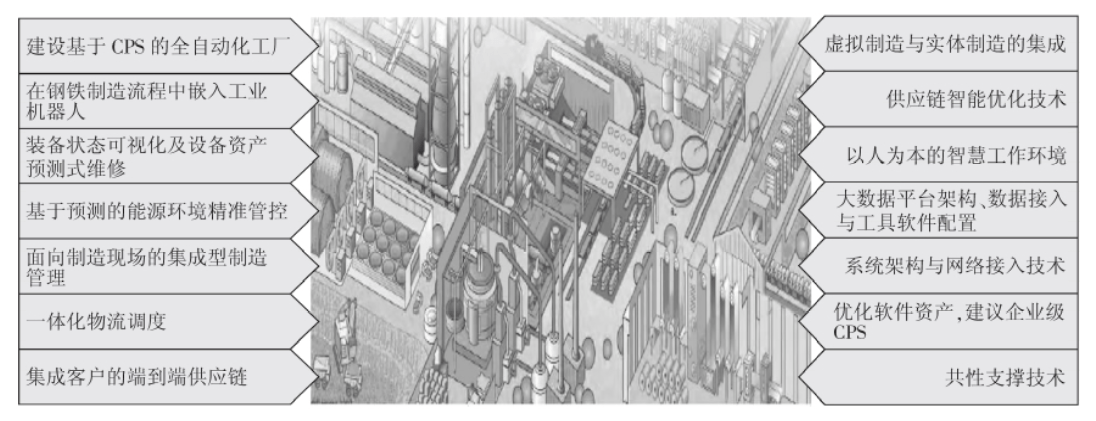 建设基于 CPS 的全自动化工厂
在钢铁制造流程中嵌入工业
机器人
装备状态可视化及设备资产
预测式维修
基于预测的能源环境精准管控
面向制造现场的集成型制造
管理
一体化物流调度
集成客户的端到端供应链
虚拟制造与实体制造的集成
供应链智能优化技术
以人为本的智慧工作环境
大数据平台架构、数据接入
与工具软件配置
系统架构与网络接入技术
优化软件资产,建议企业级
CPS
共性支撑技术